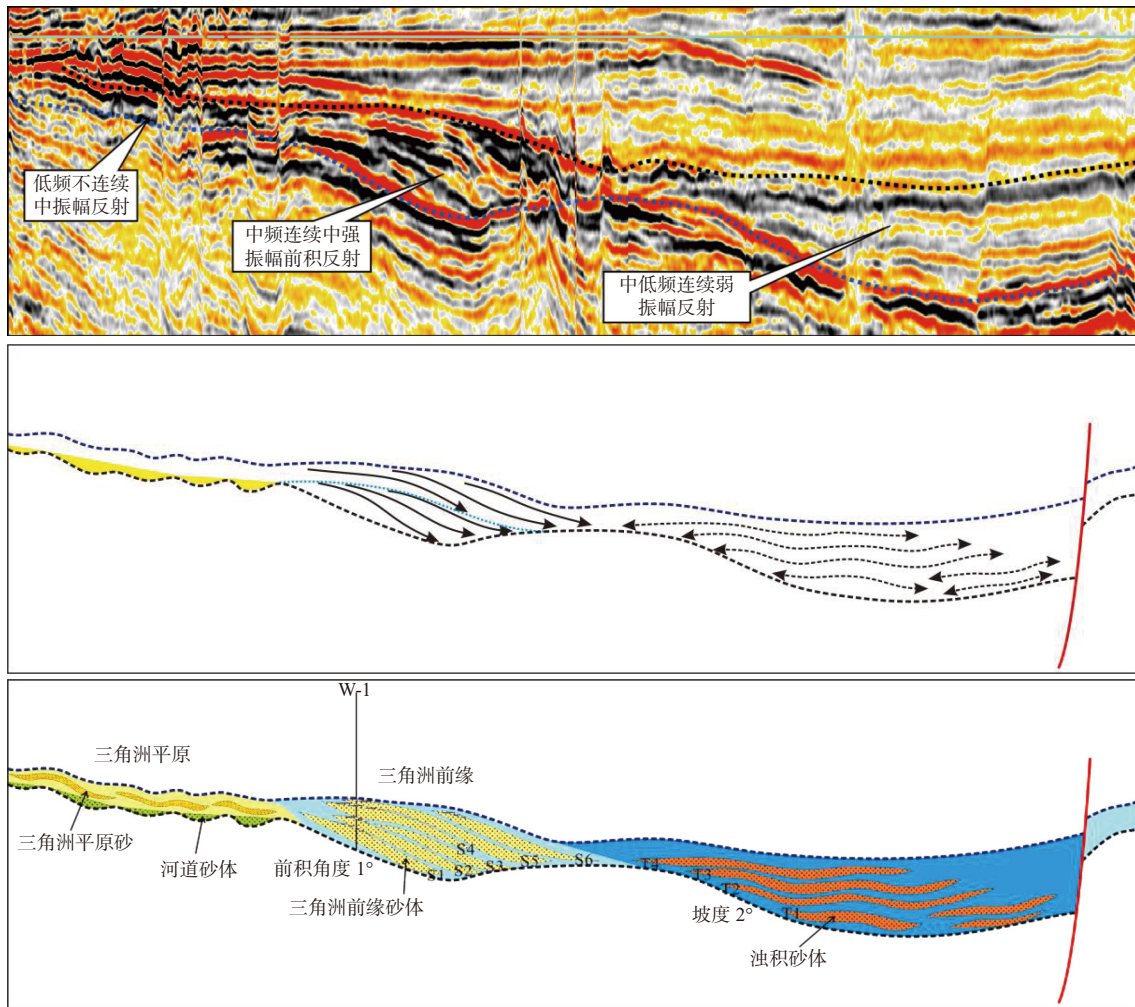 低频不连续
中振幅反射
中频连续中强
振幅前积反射
中低频连续弱
振幅反射
W-1
三角洲平原
三角洲前缘
三角洲平原砂
河道砂体
前积角度 1°
三角洲前缘砂体
S1
S2
S3
S4
S5
S6
T4
T3
T2
T1
坡度 2°
浊积砂体